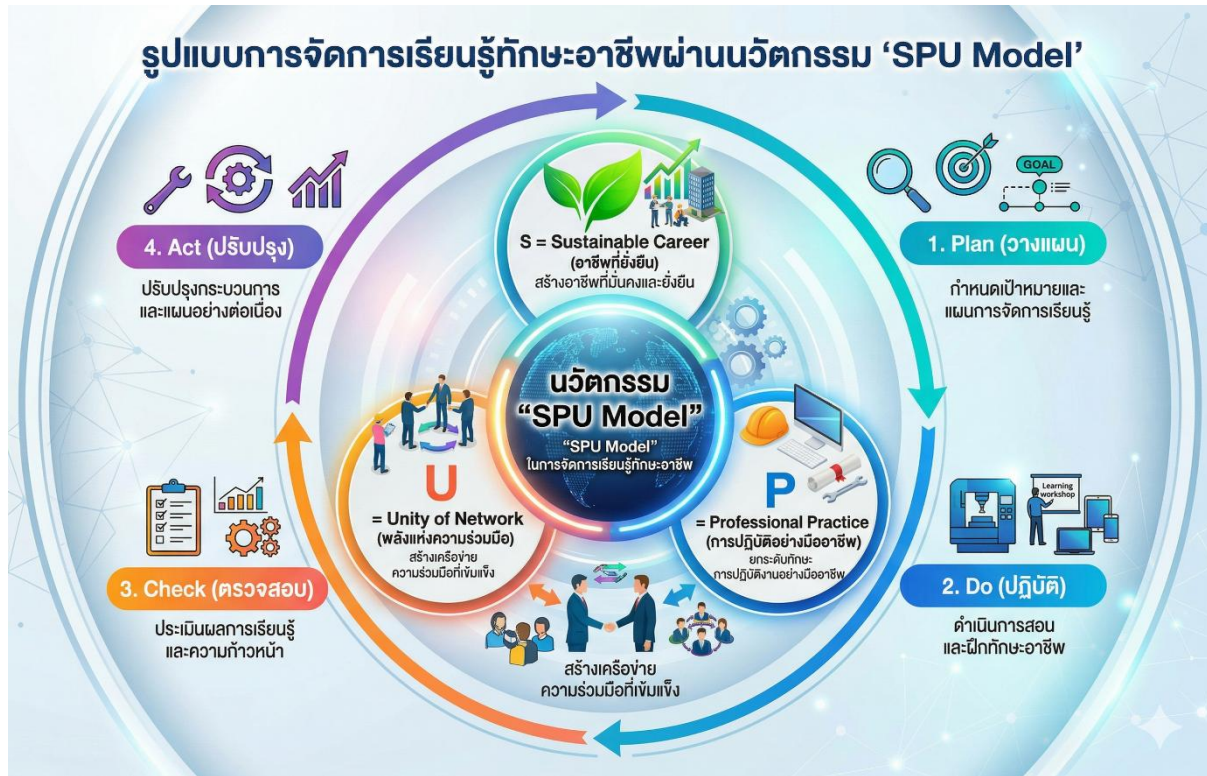 รูปแบบการจัดการเรียนรู้ทักษะอาชีพผ่านนวัตกรรม ‘SPU Model’
GOAL
1. Plan (วางแผน)
กำหนดเป้าหมายและ
แผนการจัดการเรียนรู้
Learning
workshop
2. Do (ปฏิบัติ)
ดำเนินการสอน
และฝึกทักษะอาชีพ
3. Check (ตรวจสอบ)
ประเมินผลการเรียนรู้
และความก้าวหน้า
4. Act (ปรับปรุง)
ปรับปรุงกระบวนการ
และแผนอย่างต่อเนื่อง
S = Sustainable Career
(อาชีพที่ยั่งยืน)
สร้างอาชีพที่มั่นคงและยั่งยืน
นวัตกรรม
“SPU Model”
“SPU Model”
ในการจัดการเรียนรู้ทักษะอาชีพ
P
= Professional Practice
(การปฏิบัติอย่างมืออาชีพ)
ยกระดับทักษะ
การปฏิบัติงานอย่างมืออาชีพ
U
= Unity of Network
(พลังแห่งความร่วมมือ)
สร้างเครือข่าย
ความร่วมมือที่เข้มแข็ง
สร้างเครือข่าย
ความร่วมมือที่เข้มแข็ง